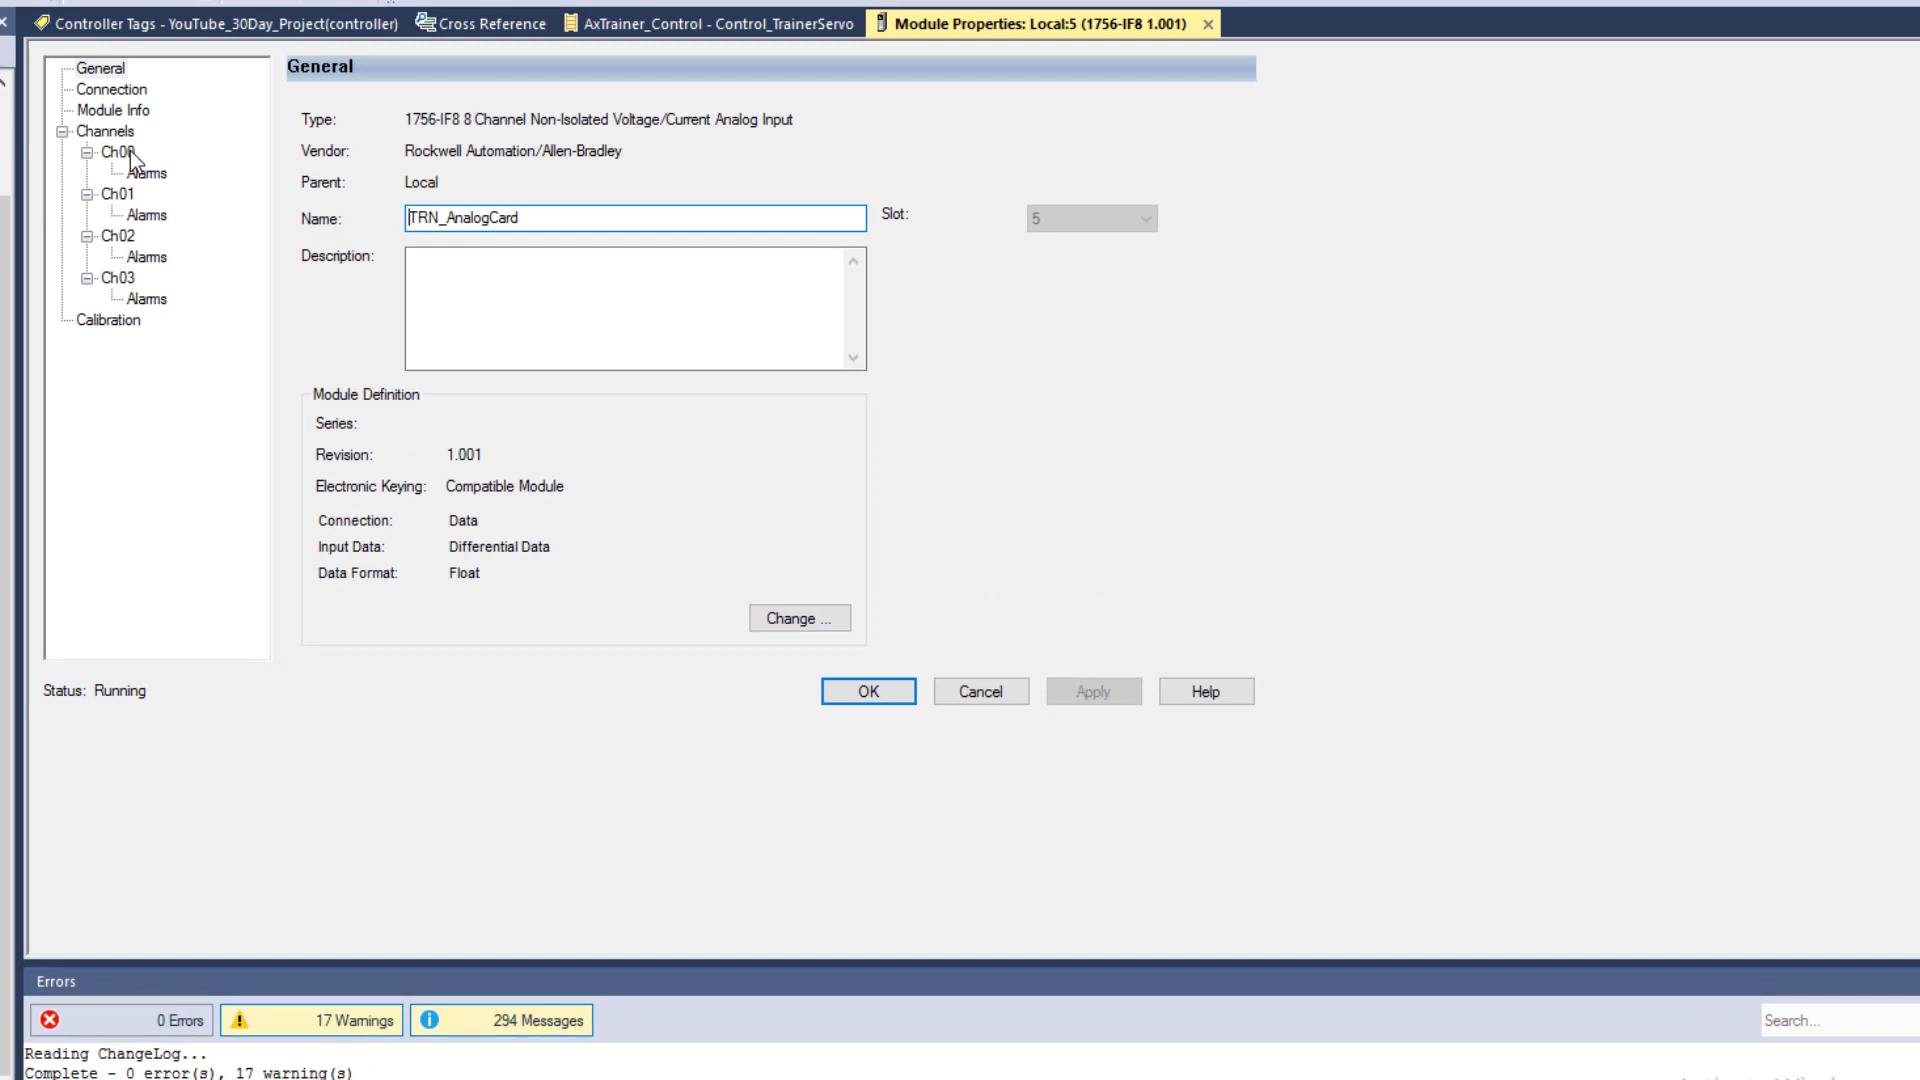 Controller Tags - YouTube_30Day_Project(controller) Cross Reference AxTrainer_Control - Control_TrainerServo Module Properties: Local:5 (1756-IF8 1.001)
General
Connection
Module Info
Channels
Ch00
Alarms
Ch01
Alarms
Ch02
Alarms
Ch03
Alarms
Calibration
General
Type: 1756-IF8 8 Channel Non-Isolated Voltage/Current Analog Input
Vendor: Rockwell Automation/Allen-Bradley
Parent: Local
Name: TRN_AnalogCard Slot: 5
Description:
Module Definition
Series:
Revision: 1.001
Electronic Keying: Compatible Module
Connection: Data
Input Data: Differential Data
Data Format: Float
Change ...
Status: Running OK Cancel Apply Help
Errors
0 Errors 17 Warnings 294 Messages Search...
Reading ChangeLog...
Complete - 0 error(s), 17 warning(s)